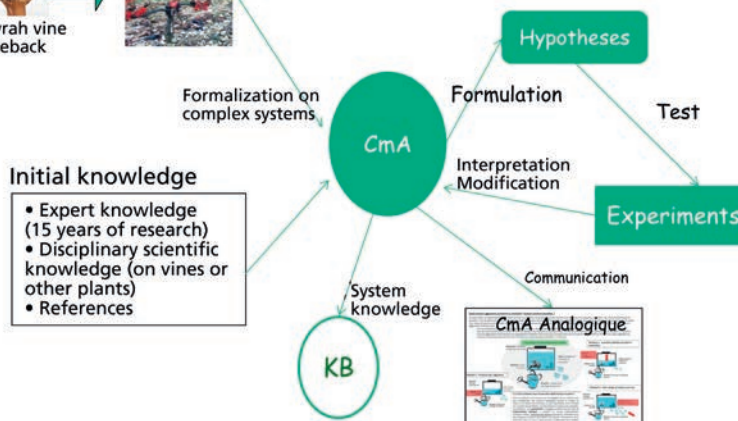 rah vine
eback
Hypotheses
Formalization on
complex systems
Formulation
Test
CmA
Initial knowledge
Interpretation
Modification
• Expert knowledge
(15 years of research)
• Disciplinary scientific
knowledge (on vines or
other plants)
• References
Experiments
Communication
System
knowledge
CmA Analogique
KB